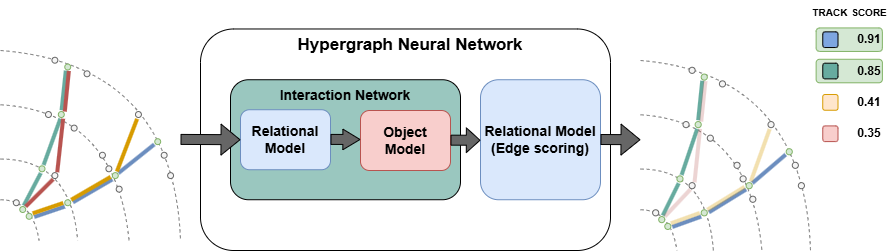 TRACK SCORE
0.91
0.85
0.41
0.35
Hypergraph Neural Network
Interaction Network
Relational
Model
Object
Model
Relational Model
(Edge scoring)